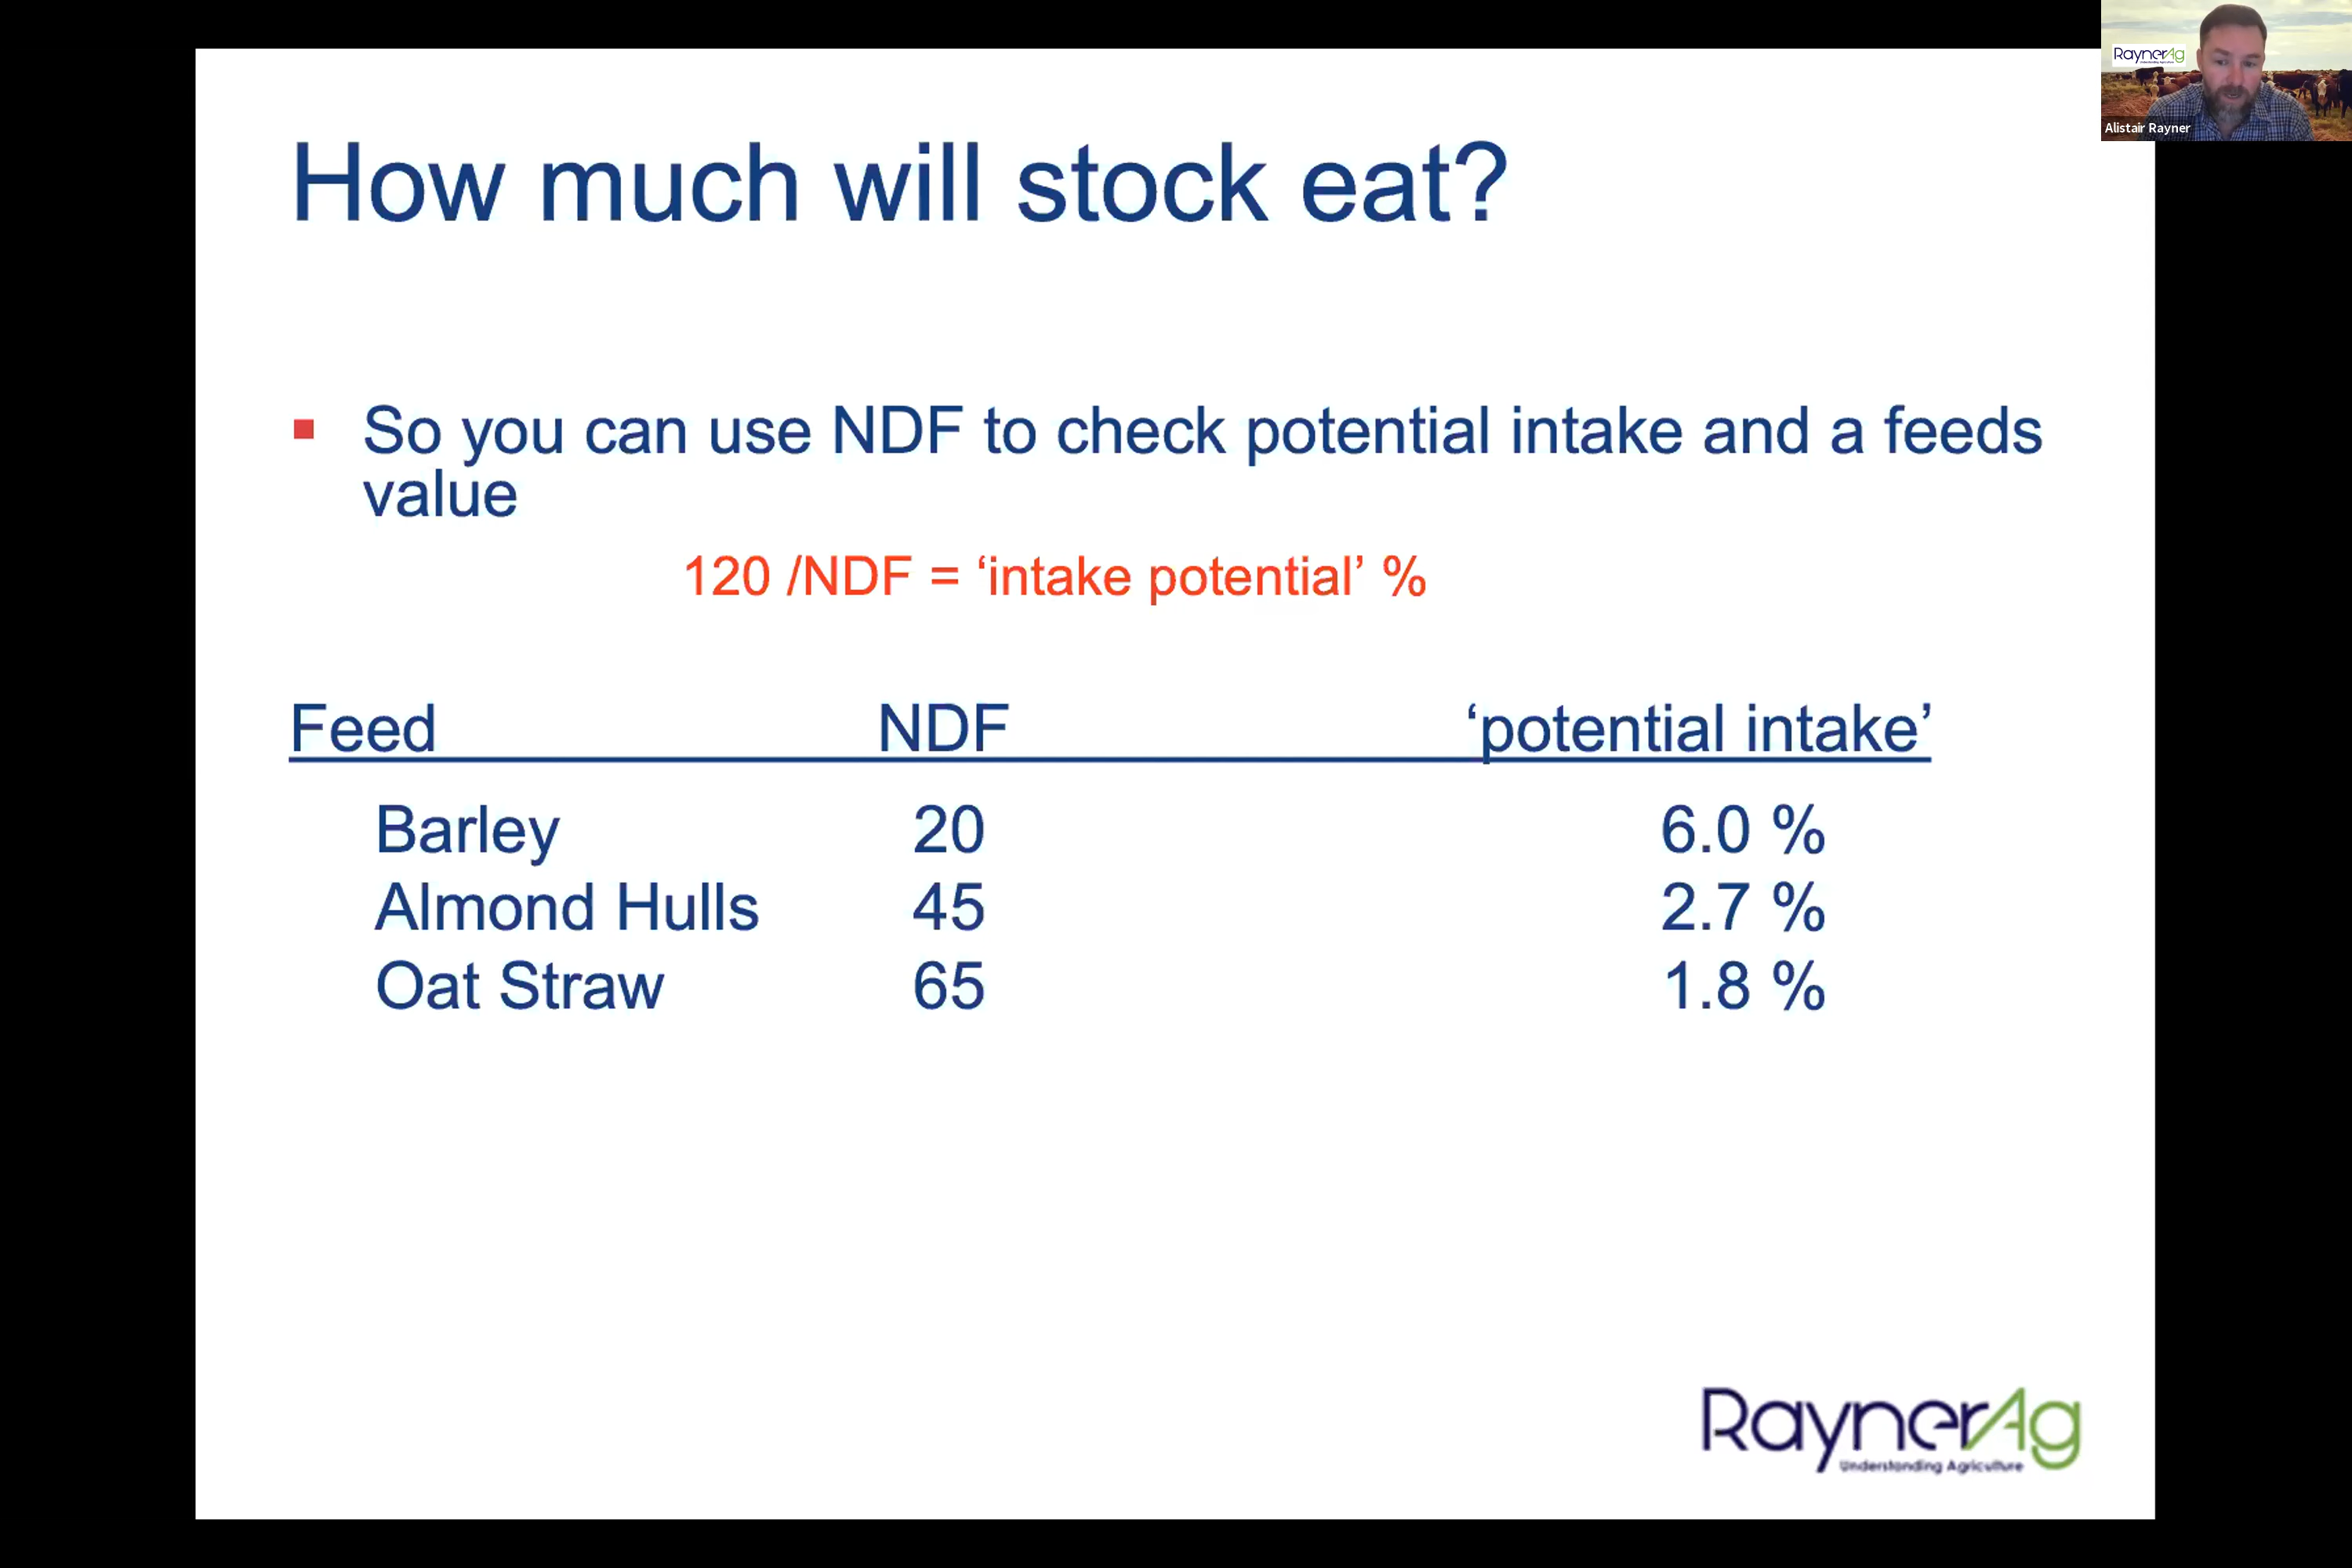 RaynerAg
Alistair Rayner
How much will stock eat?
So you can use NDF to check potential intake and a feeds
value
120 /NDF = ‘intake potential’ %
Feed NDF ‘potential intake’
Barley 20 6.0 %
Almond Hulls 45 2.7 %
Oat Straw 65 1.8 %
RaynerAg
Understanding Agriculture